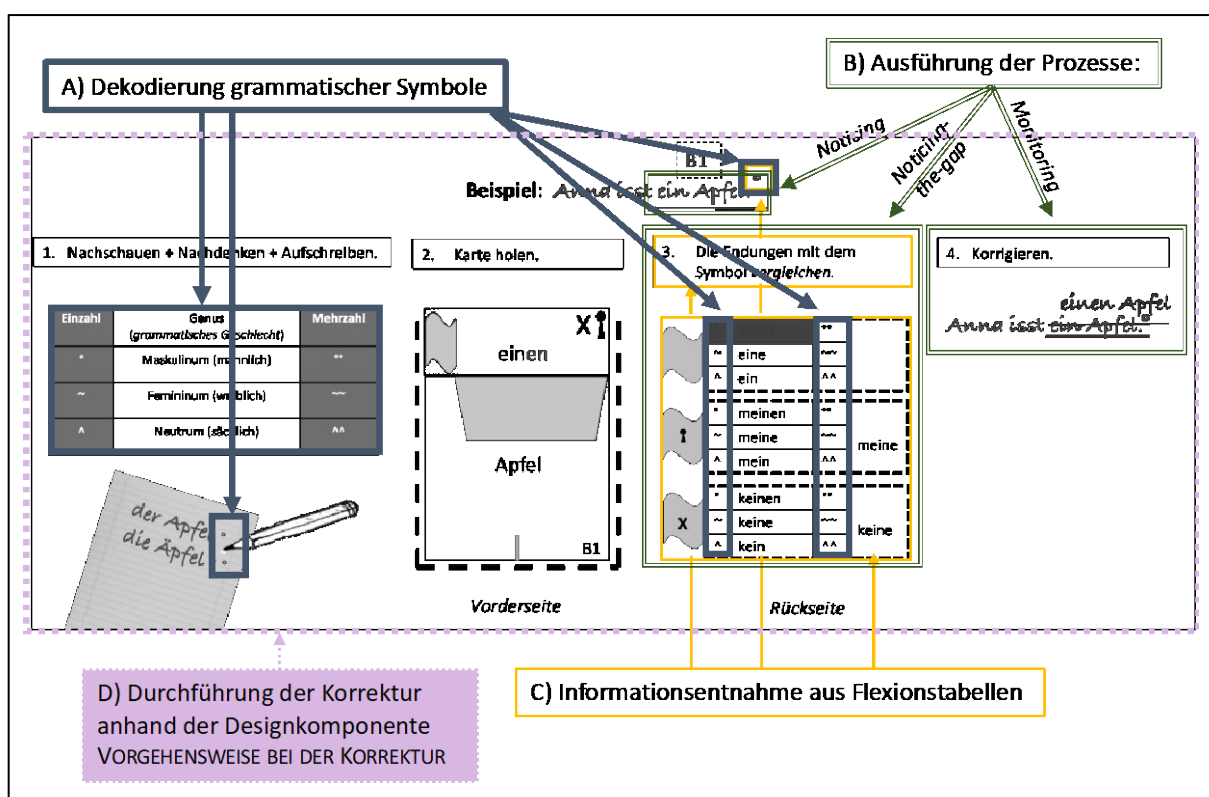 A) Dekodierung grammatischer Symbole
B) Ausführung der Prozesse:
Noticing
Noticing-
the-gap
Monitoring
B1
Beispiel: Anna isst ein Apfel. °
1. Nachschauen + Nachdenken + Aufschreiben.
Einzahl Genus Mehrzahl
(grammatisches Geschlecht)
° Maskulinum (männlich) °°
~ Femininum (weiblich) ~~
^ Neutrum (sächlich) ^^
der Apfel °
die Äpfel °
2. Karte holen.
X
einen
Apfel
B1
Vorderseite
3. Die Endungen mit dem
Symbol vergleichen.
° einen °°
~ eine ~~
^ ein ^^
° meinen °°
~ meine ~~ meine
^ mein ^^
° keinen °°
X ~ keine ~~ keine
^ kein ^^
Rückseite
4. Korrigieren.
einen Apfel
Anna isst ein Apfel. °
D) Durchführung der Korrektur
anhand der Designkomponente
VORGEHENSWEISE BEI DER KORREKTUR
C) Informationsentnahme aus Flexionstabellen